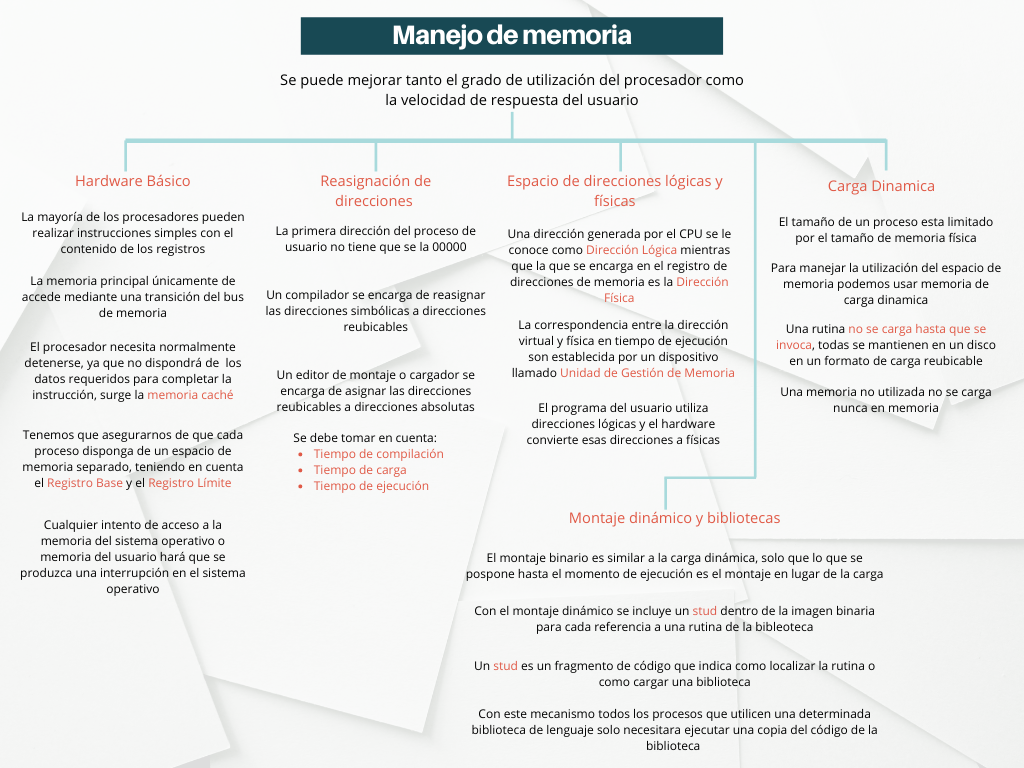 Manejo de memoria
Se puede mejorar tanto el grado de utilización del procesador como
la velocidad de respuesta del usuario
Hardware Básico
La mayoría de los procesadores pueden
realizar instrucciones simples con el
contenido de los registros
La memoria principal únicamente de
accede mediante una transición del bus
de memoria
El procesador necesita normalmente
detenerse, ya que no dispondrá de los
datos requeridos para completar la
instrucción, surge la memoria caché
Tenemos que asegurarnos de que cada
proceso disponga de un espacio de
memoria separado, teniendo en cuenta
el Registro Base y el Registro Límite
Cualquier intento de acceso a la
memoria del sistema operativo o
memoria del usuario hará que se
produzca una interrupción en el sistema
operativo
Reasignación de
direcciones
La primera dirección del proceso de
usuario no tiene que se la 00000
Un compilador se encarga de reasignar
las direcciones simbólicas a direcciones
reubicables
Un editor de montaje o cargador se
encarga de asignar las direcciones
reubicables a direcciones absolutas
Se debe tomar en cuenta:
• Tiempo de compilación
• Tiempo de carga
• Tiempo de ejecución
Espacio de direcciones lógicas y
físicas
Una dirección generada por el CPU se le
conoce como Dirección Lógica mientras
que la que se encarga en el registro de
direcciones de memoria es la Dirección
Física
La correspondencia entre la dirección
virtual y física en tiempo de ejecución
son establecida por un dispositivo
llamado Unidad de Gestión de Memoria
El programa del usuario utiliza
direcciones lógicas y el hardware
convierte esas direcciones a físicas
Carga Dinamica
El tamaño de un proceso esta limitado
por el tamaño de memoria física
Para manejar la utilización del espacio de
memoria podemos usar memoria de
carga dinamica
Una rutina no se carga hasta que se
invoca, todas se mantienen en un disco
en un formato de carga reubicable
Una memoria no utilizada no se carga
nunca en memoria
Montaje dinámico y bibliotecas
El montaje binario es similar a la carga dinámica, solo que lo que se
pospone hasta el momento de ejecución es el montaje en lugar de la carga
Con el montaje dinámico se incluye un stud dentro de la imagen binaria
para cada referencia a una rutina de la bibleoteca
Un stud es un fragmento de código que indica como localizar la rutina o
como cargar una biblioteca
Con este mecanismo todos los procesos que utilicen una determinada
biblioteca de lenguaje solo necesitara ejecutar una copia del código de la
biblioteca